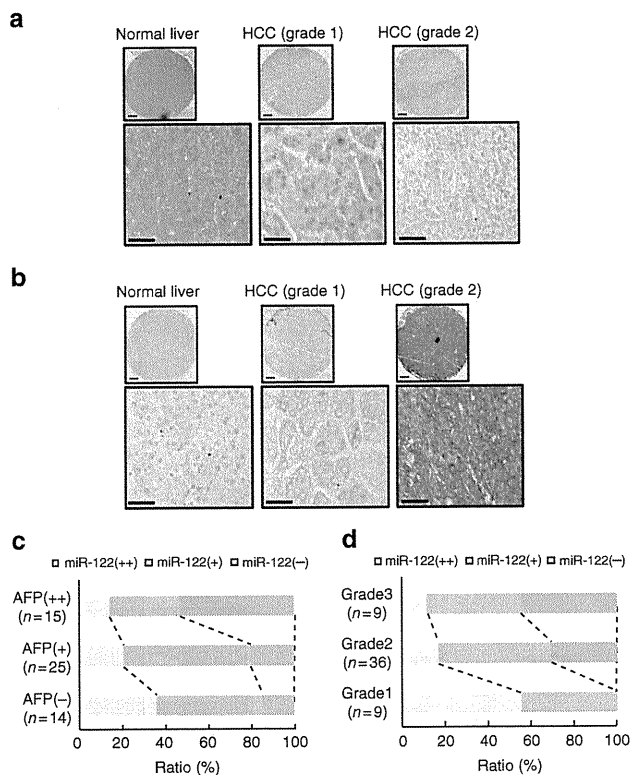 a
Normal liver HCC (grade 1) HCC (grade 2)
b
Normal liver HCC (grade 1) HCC (grade 2)
c
miR-122(++) miR-122(+) miR-122(–)
AFP(++)
(n=15)
AFP(+)
(n=25)
AFP(–)
(n=14)
0 20 40 60 80 100
Ratio (%)
d
miR-122(++) miR-122(+) miR-122(–)
Grade3
(n=9)
Grade2
(n=36)
Grade1
(n=9)
0 20 40 60 80 100
Ratio (%)